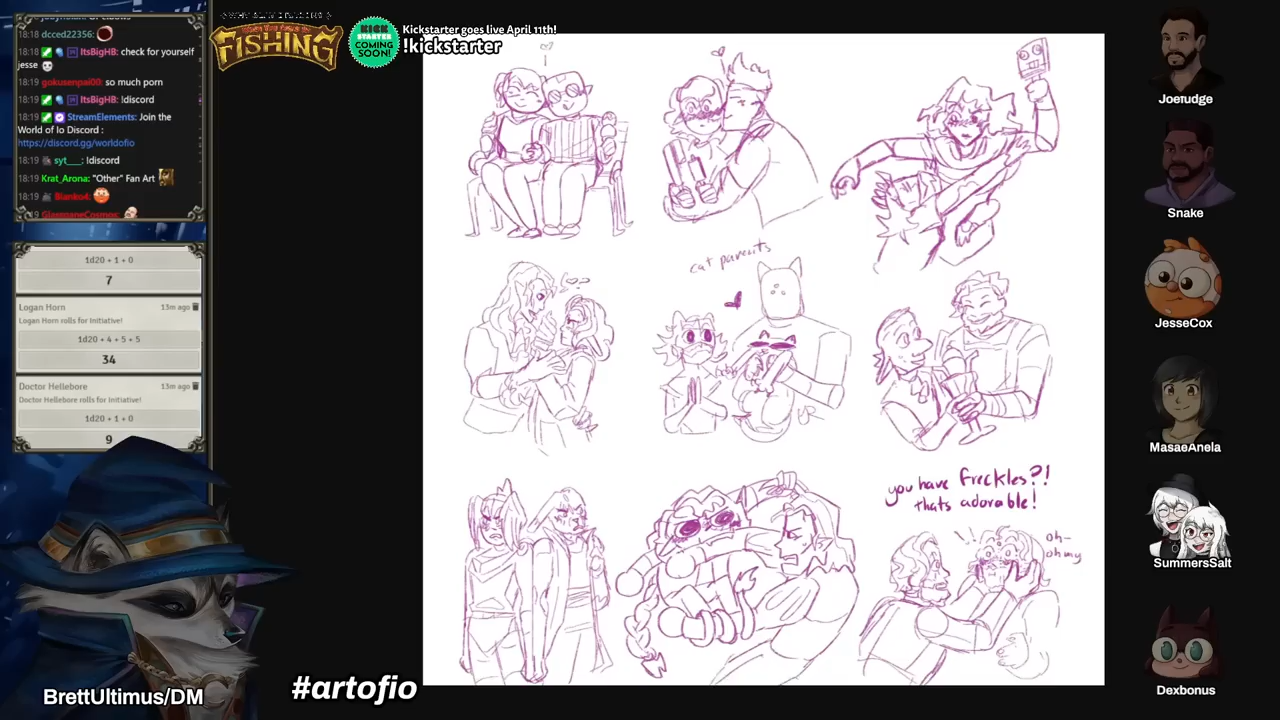 18:18 dcced22356:
18:18 ItsBigHB: check for yourself
jesse
gokusenpai00: so much porn
18:19 ItsBigHB: !discord
18:19 StreamElements: Join the
World of Io Discord :
https://discord.gg/worldofio
18:19 syt___: !discord
18:19 Krat_Arona: "Other" Fan Art
18:19 Blanko4:
1d20 + 1 + 0
7
Logan Horn 13m ago
Logan Horn rolls for Initiative!
1d20 + 4 + 5 + 5
34
Doctor Hellebore 13m ago
Doctor Hellebore rolls for Initiative!
1d20 + 1 + 0
9
BrettUltimus/DM
#artofio
FISHING
KICK
STARTER
COMING
SOON!
Kickstarter goes live April 11th!
!kickstarter
cat parents
you have freckles?!
thats adorable!
oh-
oh my
Joetudge
Snake
JesseCox
MasaeAnela
SummersSalt
Dexbonus